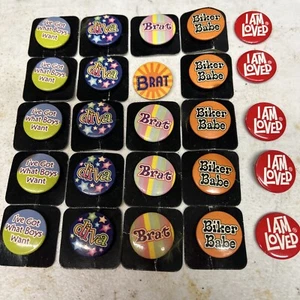 I've Got
What Boys
Want
diva
Brat
Biker
Babe
I AM
LOVED
I've Got
What Boys
Want
diva
BRAT
Biker
Babe
I AM
LOVED
I've Got
What Boys
Want
diva
Brat
Biker
Babe
I AM
LOVED
I've Got
What Boys
Want
diva
Brat
Biker
Babe
I AM
LOVED
I've Got
What Boys
Want
diva
Brat
Biker
Babe
I AM
LOVED